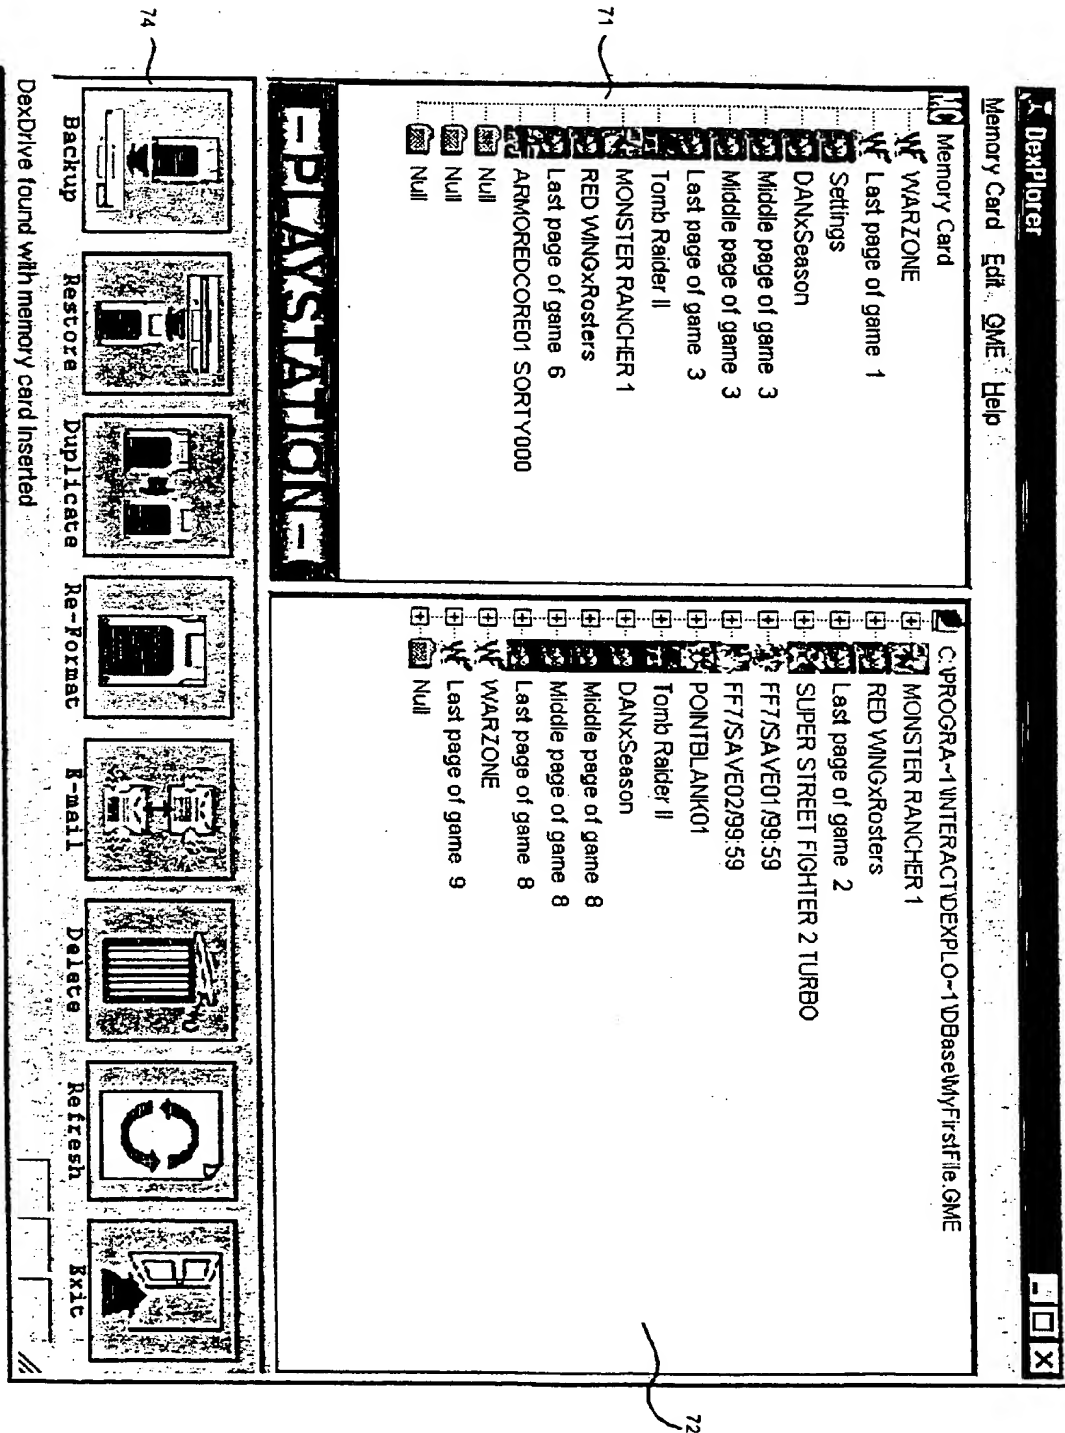 DexPlorer
Memory Card Edit GME Help
MC Memory Card
WARZONE
Last page of game 1
Settings
DANxSeason
Middle page of game 3
Middle page of game 3
Last page of game 3
Tomb Raider II
MONSTER RANCHER 1
RED WINGxRosters
Last page of game 6
ARMOREDCORE01 SORTY000
Null
Null
Null
PLAYSTATION
71
C:\PROGRA~1\INTERACT\DEXPLO~1\DBase\MyFirstFile.GME
MONSTER RANCHER 1
RED WINGxRosters
Last page of game 2
SUPER STREET FIGHTER 2 TURBO
FF7/SAVE01/99:59
FF7/SAVE02/99:59
POINTBLANK01
Tomb Raider II
DANxSeason
Middle page of game 8
Middle page of game 8
Last page of game 8
WARZONE
Last page of game 9
Null
72
74
Backup Restore Duplicate Re-Format E-mail Delete Refresh Exit
DexDrive found with memory card Inserted